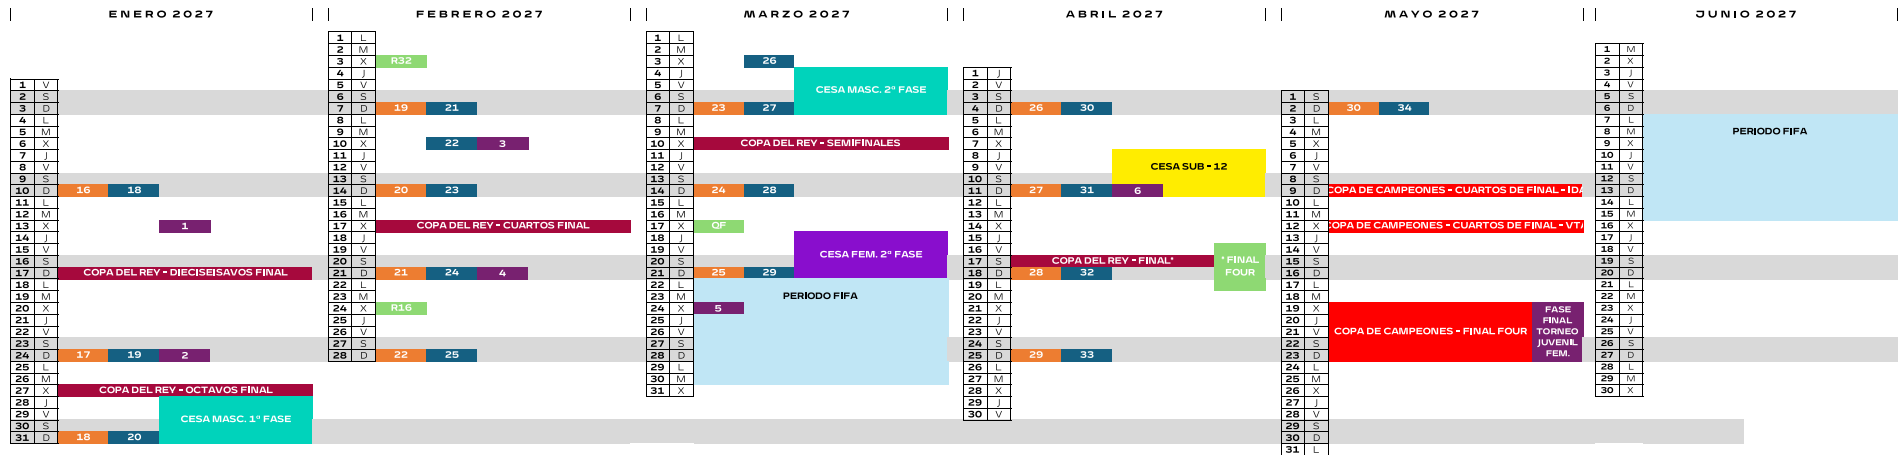 ENERO 2027
1 V
2 S
3 D
4 L
5 M
6 X
7 J
8 V
9 S
10 D 16 18
11 L
12 M
13 X 1
14 J
15 V
16 S
17 D COPA DEL REY - DIECISEISAVOS FINAL
18 L
19 M
20 X
21 J
22 V
23 S
24 D 17 19 2
25 L
26 M
27 X COPA DEL REY - OCTAVOS FINAL
28 J
29 V CESA MASC. 1ª FASE
30 S
31 D 18 20
FEBRERO 2027
1 L
2 M
3 X R32
4 J
5 V
6 S
7 D 19 21
8 L
9 M
10 X 22 3
11 J
12 V
13 S
14 D 20 23
15 L
16 M
17 X COPA DEL REY - CUARTOS FINAL
18 J
19 V
20 S
21 D 21 24 4
22 L
23 M
24 X R16
25 J
26 V
27 S
28 D 22 25
MARZO 2027
1 L
2 M
3 X 26
4 J
5 V CESA MASC. 2ª FASE
6 S
7 D 23 27
8 L
9 M
10 X COPA DEL REY - SEMIFINALES
11 J
12 V
13 S
14 D 24 28
15 L
16 M
17 X QF
18 J
19 V CESA FEM. 2ª FASE
20 S
21 D 25 29
22 L
23 M PERIODO FIFA
24 X 5
25 J
26 V
27 S
28 D
29 L
30 M
31 X
ABRIL 2027
1 J
2 V
3 S
4 D 26 30
5 L
6 M
7 X
8 J
9 V CESA SUB - 12
10 S
11 D 27 31 6
12 L
13 M
14 X
15 J
16 V
17 S COPA DEL REY - FINAL* * FINAL
18 D 28 32 FOUR
19 L
20 M
21 X
22 J
23 V
24 S
25 D 29 33
26 L
27 M
28 X
29 J
30 V
MAYO 2027
1 S
2 D 30 34
3 L
4 M
5 X
6 J
7 V
8 S
9 D COPA DE CAMPEONES - CUARTOS DE FINAL - IDA
10 L
11 M
12 X COPA DE CAMPEONES - CUARTOS DE FINAL - VTA
13 J
14 V
15 S
16 D
17 L
18 M
19 X FASE
20 J FINAL
21 V COPA DE CAMPEONES - FINAL FOUR TORNEO
22 S JUVENIL
23 D FEM.
24 L
25 M
26 X
27 J
28 V
29 S
30 D
31 L
JUNIO 2027
1 M
2 X
3 J
4 V
5 S
6 D
7 L
8 M PERIODO FIFA
9 X
10 J
11 V
12 S
13 D
14 L
15 M
16 X
17 J
18 V
19 S
20 D
21 L
22 M
23 X
24 J
25 V
26 S
27 D
28 L
29 M
30 X